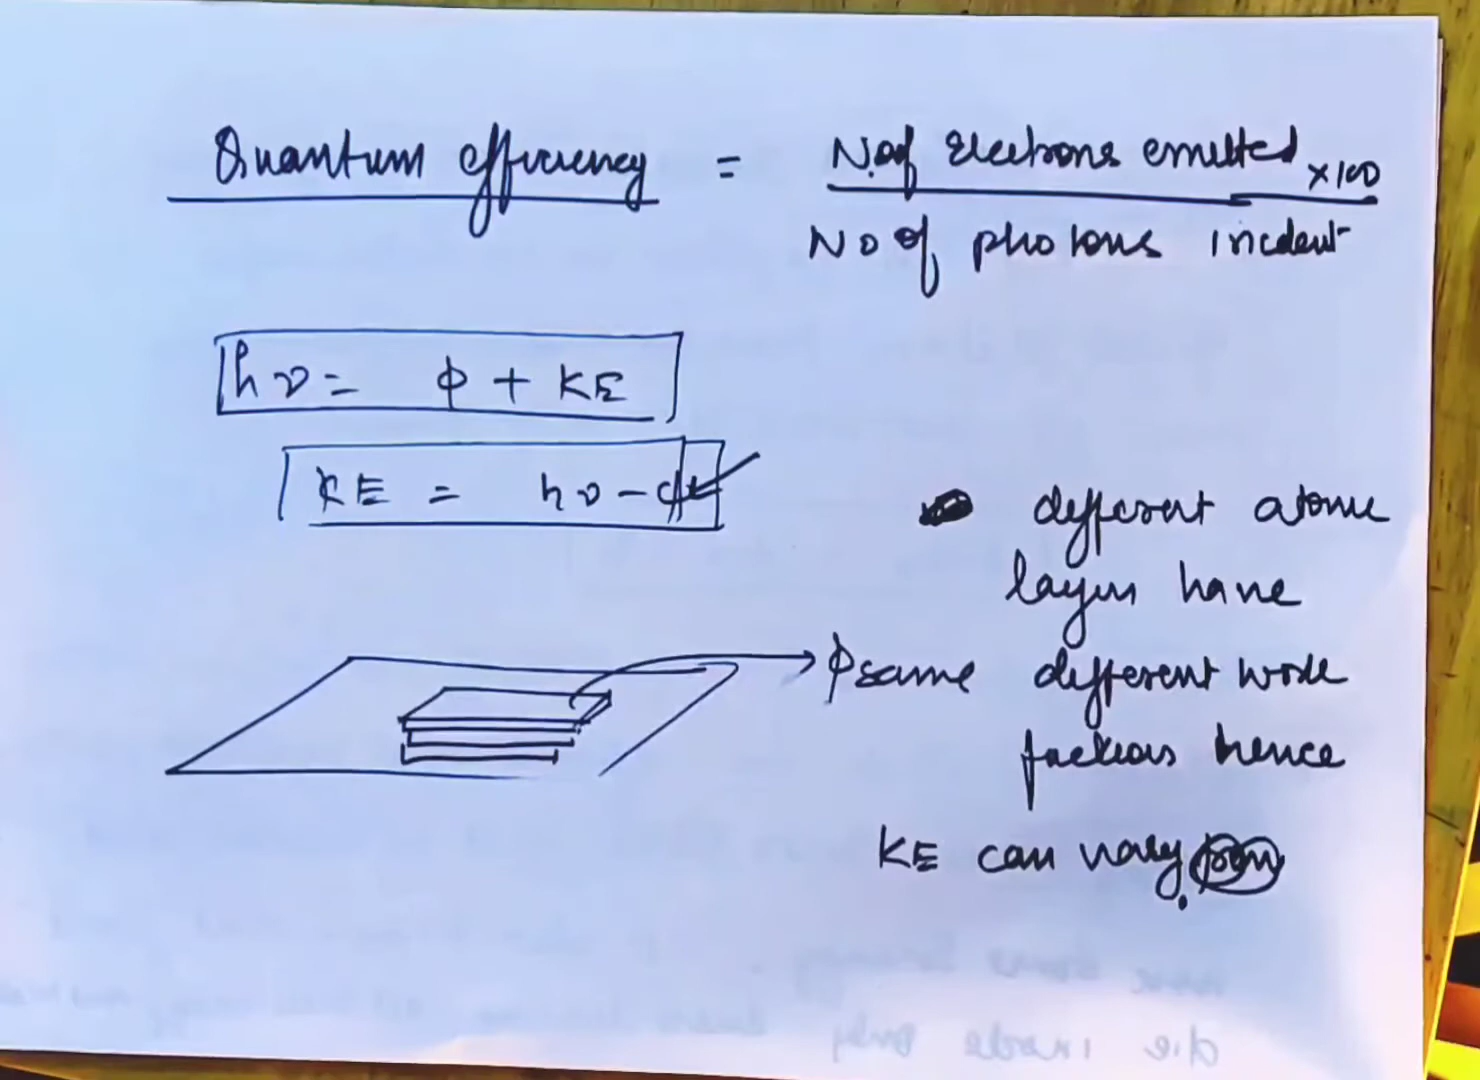 Quantum efficiency = No of Electrons emitted ×100
No of photons incident
hν = φ + KE
KE = hν - φ
different atomic
layers have
φ same different work
functions hence
KE can vary.